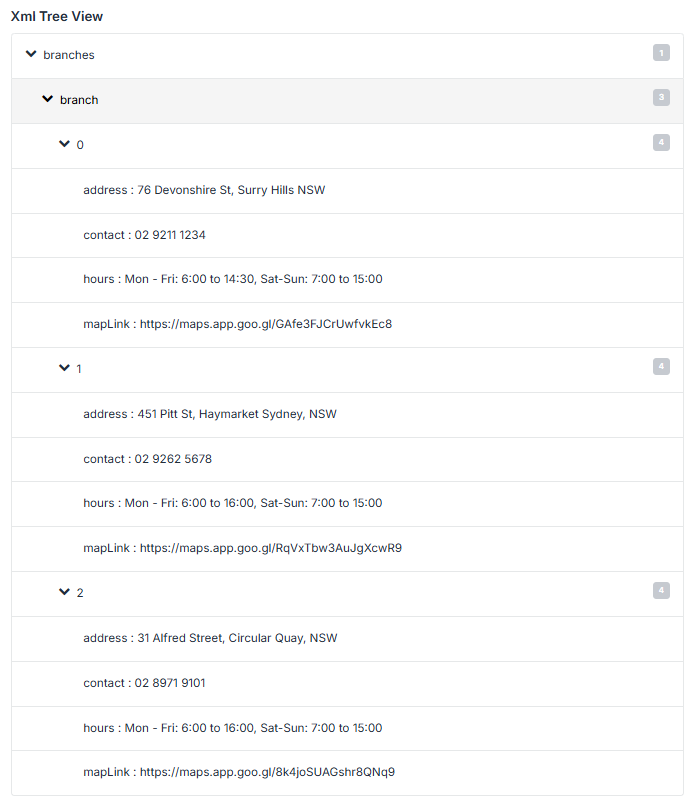 Xml Tree View
branches 1
branch 3
0 4
address : 76 Devonshire St, Surry Hills NSW
contact : 02 9211 1234
hours : Mon - Fri: 6:00 to 14:30, Sat-Sun: 7:00 to 15:00
mapLink : https://maps.app.goo.gl/GAfe3FJCrUwfvkEc8
1 4
address : 451 Pitt St, Haymarket Sydney, NSW
contact : 02 9262 5678
hours : Mon - Fri: 6:00 to 16:00, Sat-Sun: 7:00 to 15:00
mapLink : https://maps.app.goo.gl/RqVxTbw3AuJgXcwR9
2 4
address : 31 Alfred Street, Circular Quay, NSW
contact : 02 8971 9101
hours : Mon - Fri: 6:00 to 16:00, Sat-Sun: 7:00 to 15:00
mapLink : https://maps.app.goo.gl/8k4joSUAGshr8QNq9